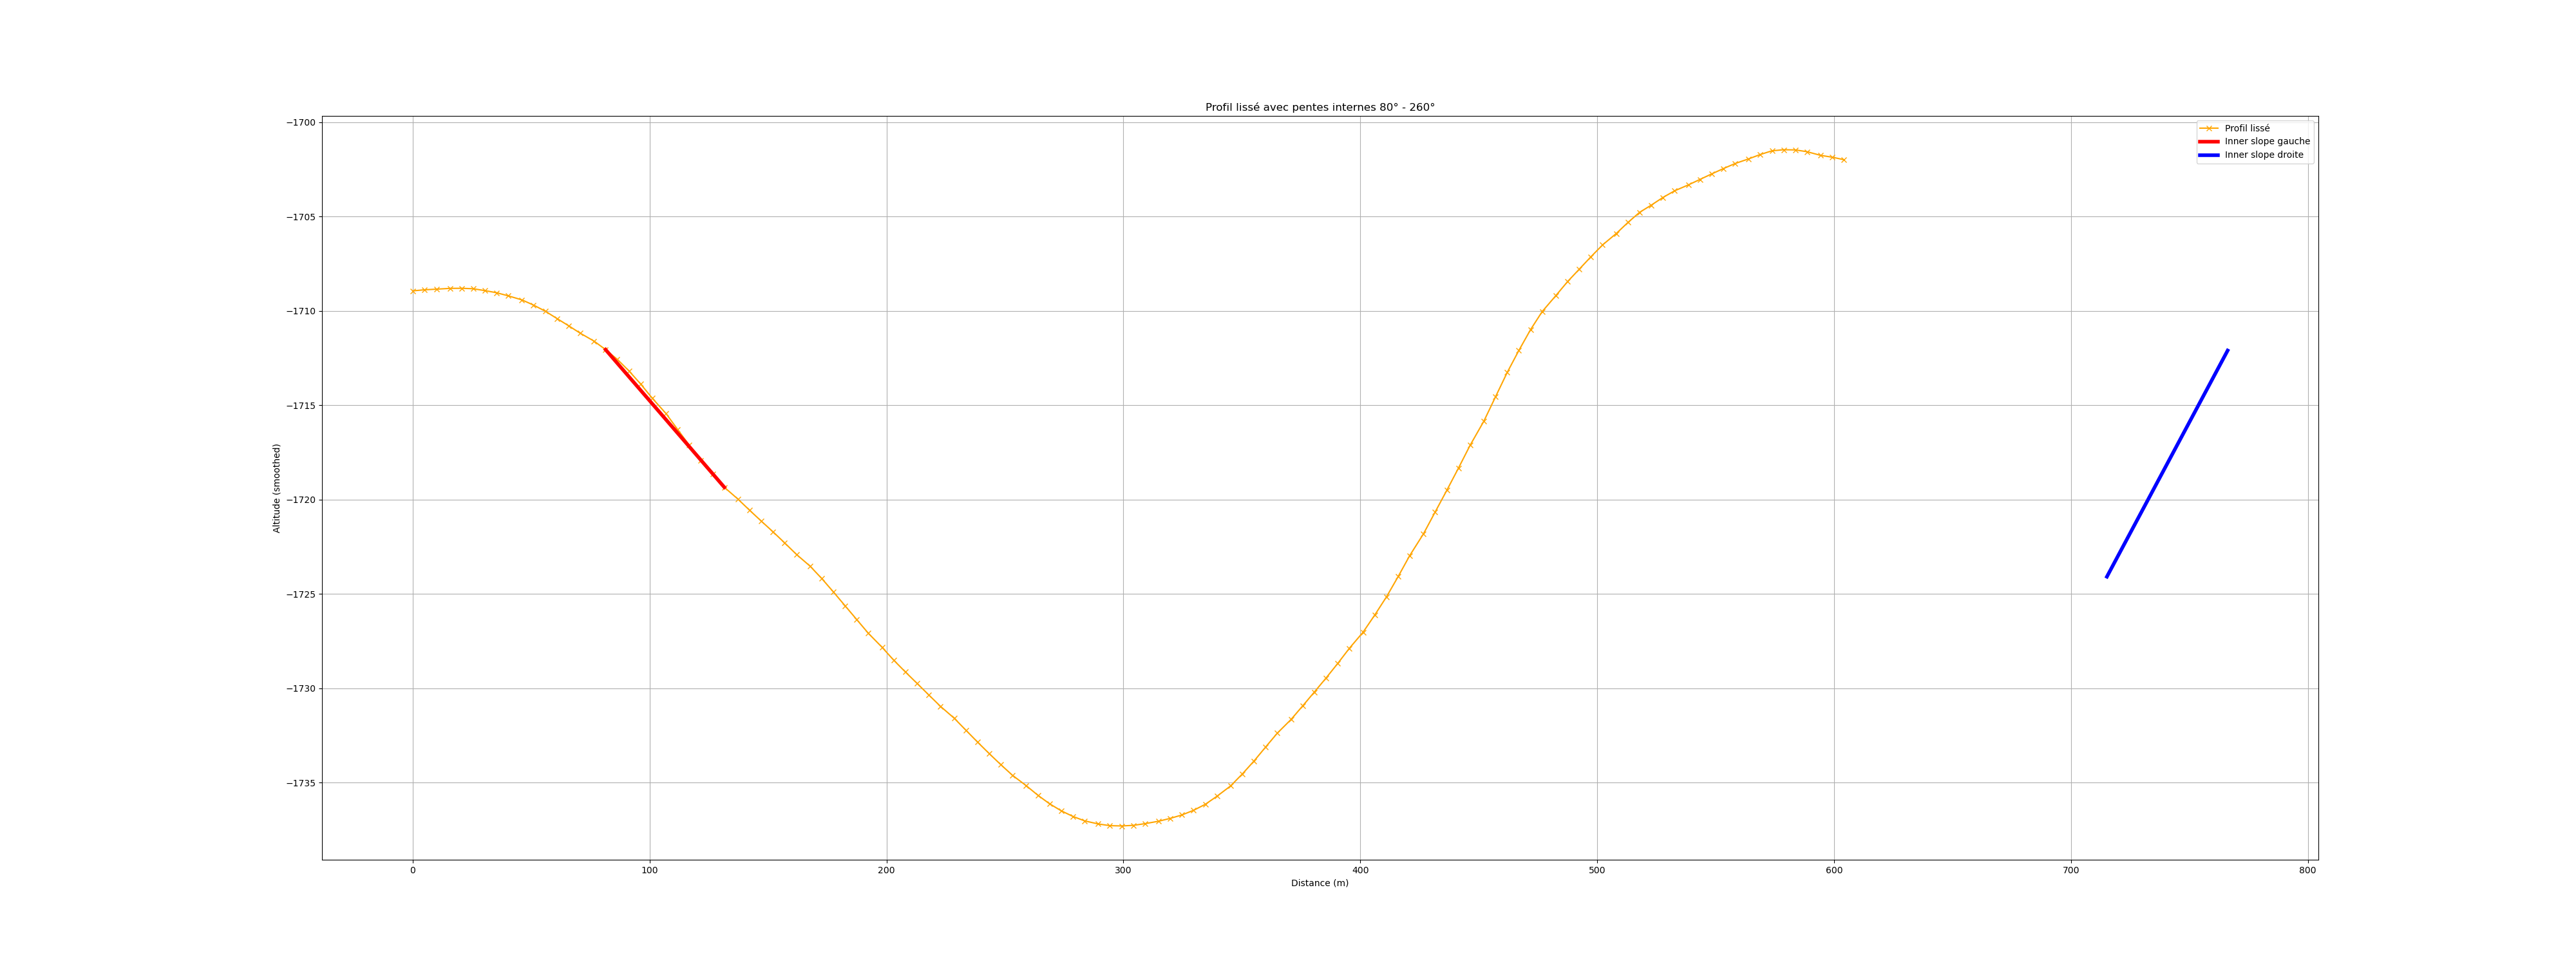 Profil lissé avec pentes internes 80° - 260°
Profil lissé
Inner slope gauche
Inner slope droite
Altitude (smoothed)
−1700
−1705
−1710
−1715
−1720
−1725
−1730
−1735
0 100 200 300 400 500 600 700 800
Distance (m)